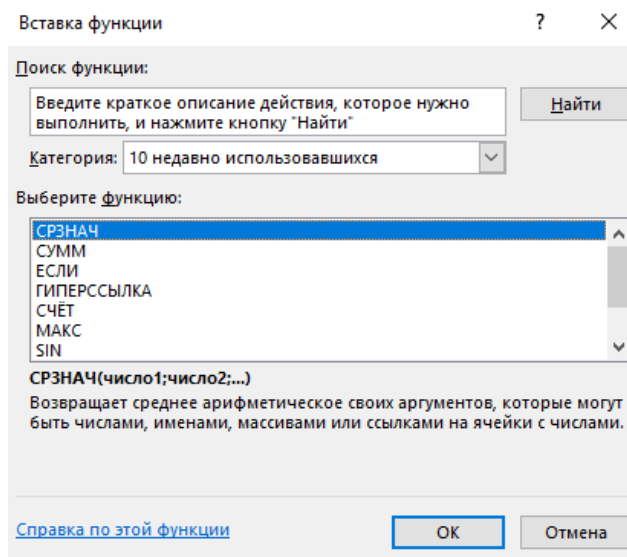 Вставка функции
Поиск функции:
Введите краткое описание действия, которое нужно
выполнить, и нажмите кнопку "Найти"
Найти
Категория: 10 недавно использовавшихся
Выберите функцию:
СРЗНАЧ
СУММ
ЕСЛИ
ГИПЕРССЫЛКА
СЧЁТ
МАКС
SIN
СРЗНАЧ(число1;число2;...)
Возвращает среднее арифметическое своих аргументов, которые могут
быть числами, именами, массивами или ссылками на ячейки с числами.
Справка по этой функции
ОК
Отмена